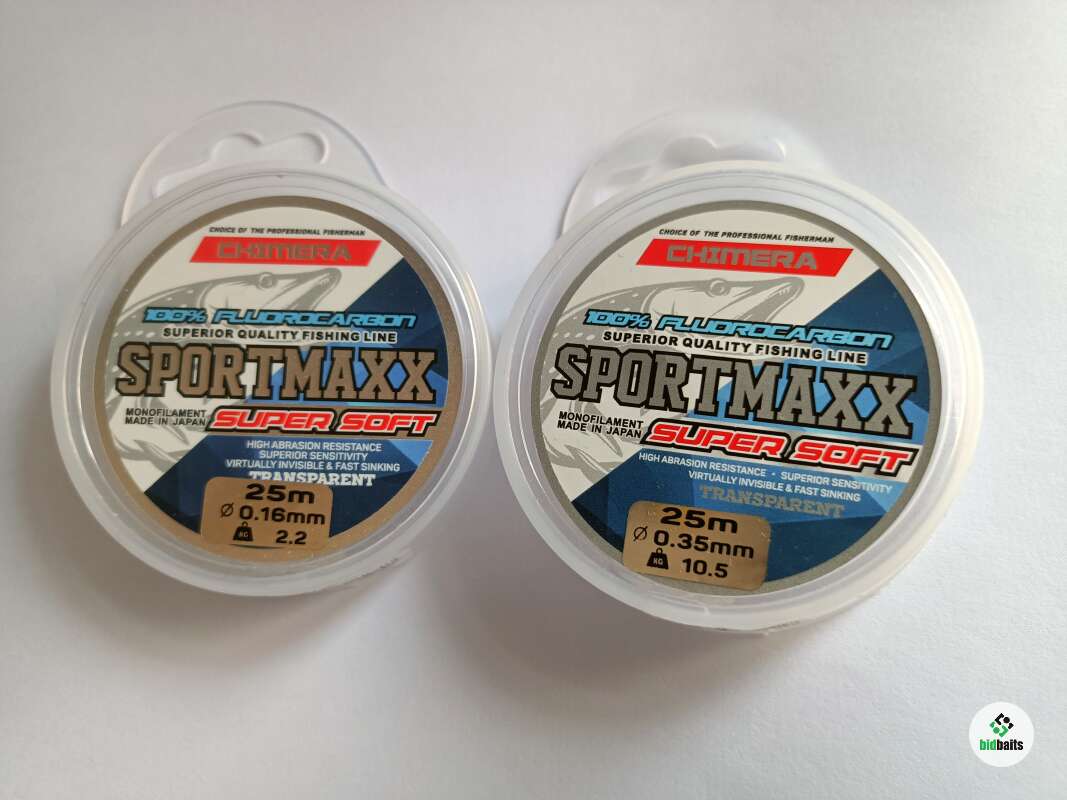 CHOICE OF THE PROFESSIONAL FISHERMAN
CHIMERA
100% FLUOROCARBON
SUPERIOR QUALITY FISHING LINE
SPORTMAXX
MONOFILAMENT
MADE IN JAPAN
SUPER SOFT
HIGH ABRASION RESISTANCE
SUPERIOR SENSITIVITY
VIRTUALLY INVISIBLE & FAST SINKING
TRANSPARENT
25m
Ø 0.16mm
KG 2.2
CHOICE OF THE PROFESSIONAL FISHERMAN
CHIMERA
100% FLUOROCARBON
SUPERIOR QUALITY FISHING LINE
SPORTMAXX
MONOFILAMENT
MADE IN JAPAN
SUPER SOFT
HIGH ABRASION RESISTANCE • SUPERIOR SENSITIVITY
VIRTUALLY INVISIBLE & FAST SINKING
TRANSPARENT
25m
Ø 0.35mm
KG 10.5
bidbaits